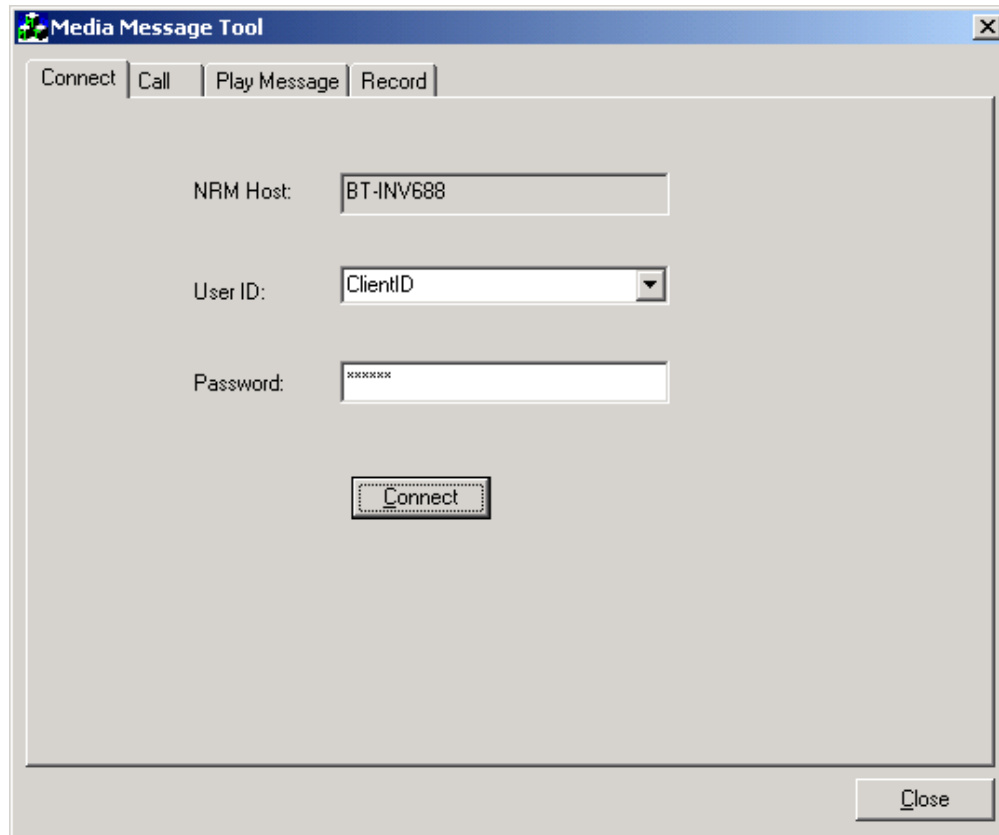 Media Message Tool
Connect Call Play Message Record
NRM Host: BT-INV688
User ID: ClientID
Password: ******
Connect
Close